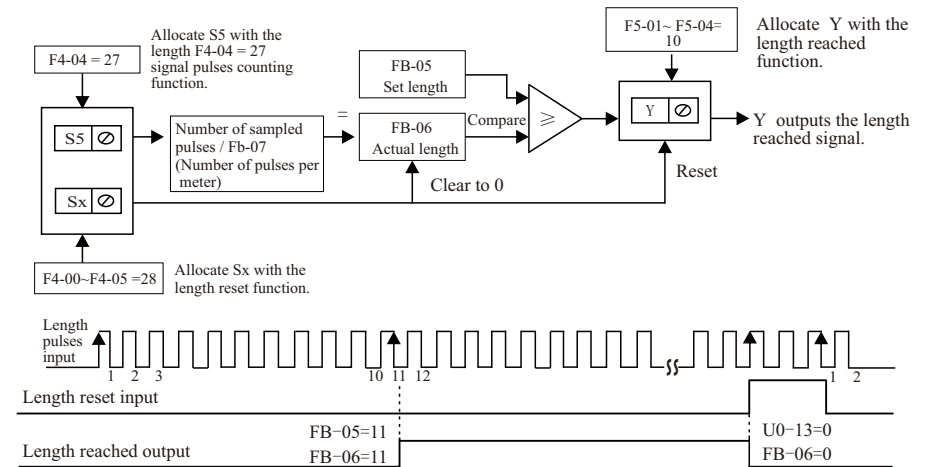 Allocate S5 with the
length F4-04 = 27
signal pulses counting
function.
F4-04 = 27
F5-01~ F5-04=
10
Allocate Y with the
length reached
function.
FB-05
Set length
S5
Number of sampled
pulses / Fb-07
(Number of pulses per
meter)
=
FB-06
Actual length
Compare
≥
Y
Y outputs the length
reached signal.
Sx
Clear to 0
Reset
F4-00~F4-05 =28
Allocate Sx with the
length reset function.
Length
pulses
input
1 2 3 10 11 12 1 2
Length reset input
Length reached output
FB-05=11
FB-06=11
U0-13=0
FB-06=0